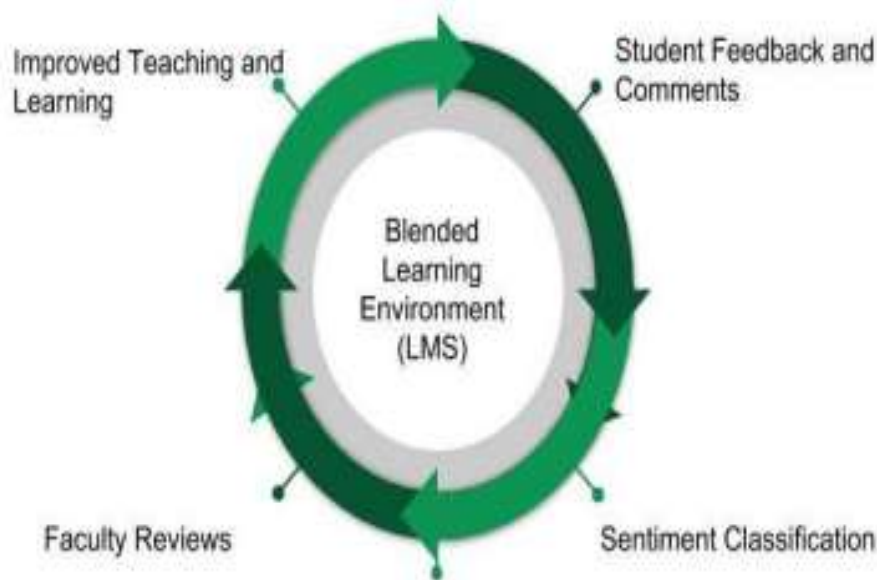 Improved Teaching and
Learning
Student Feedback and
Comments
Blended
Learning
Environment
(LMS)
Faculty Reviews
Sentiment Classification